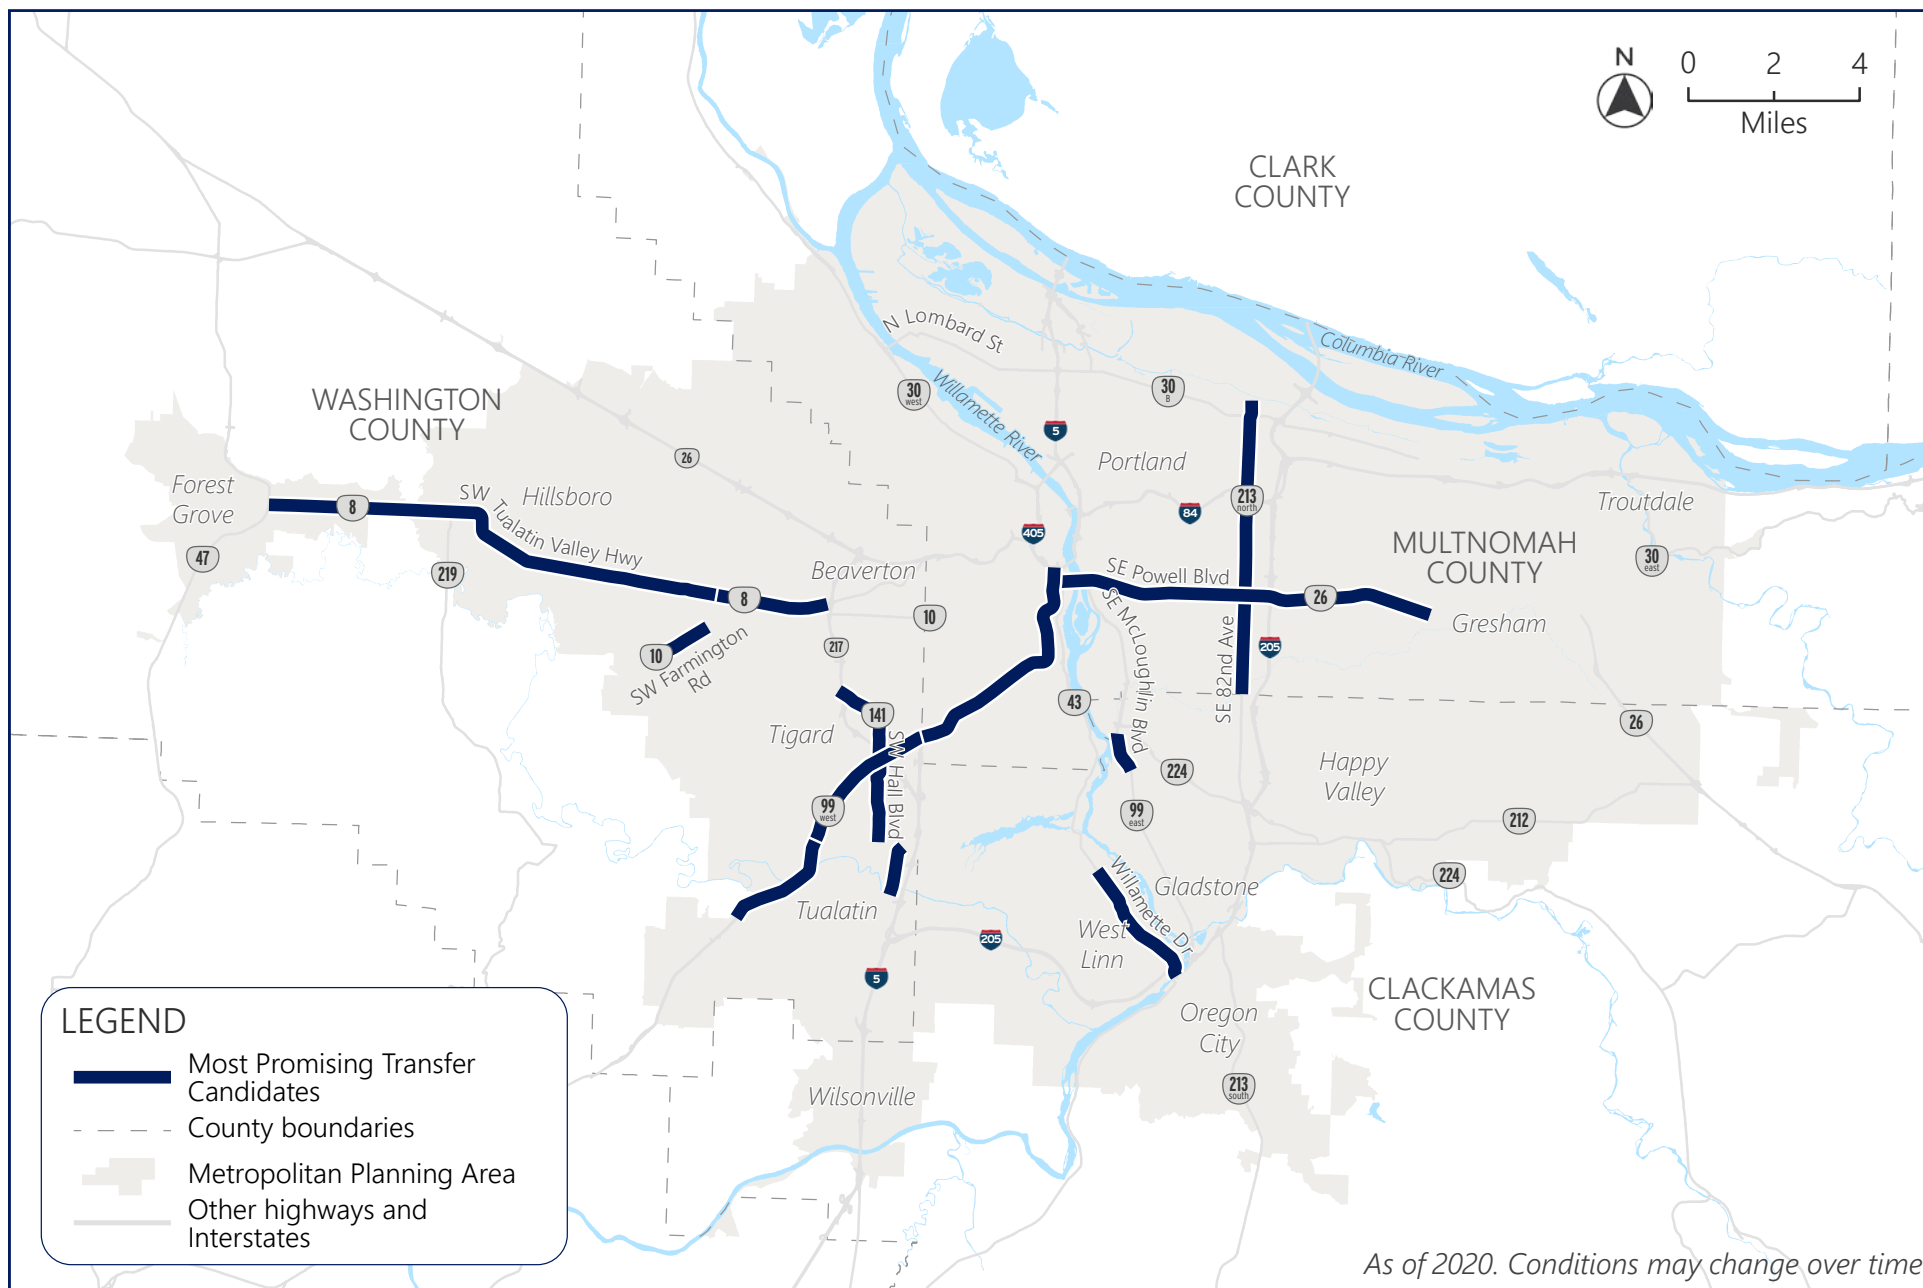 N
0 2 4
Miles
CLARK
COUNTY
Columbia River
N Lombard St
30
west
Willamette River
30
B
5
WASHINGTON
COUNTY
26
Portland
Forest
Grove
8
SW Tualatin Valley Hwy
Hillsboro
213
north
84
405
Troutdale
MULTNOMAH
COUNTY
47
219
Beaverton
SE Powell Blvd
30
east
8
10
26
Gresham
SE McLoughlin Blvd
SE 82nd Ave
205
217
10
SW Farmington
Rd
43
141
Tigard
SW Hall Blvd
26
224
Happy
Valley
99
west
99
east
212
Willamette Dr
Gladstone
224
Tualatin
West
Linn
205
5
CLACKAMAS
COUNTY
Oregon
City
213
south
Wilsonville
LEGEND
Most Promising Transfer
Candidates
County boundaries
Metropolitan Planning Area
Other highways and
Interstates
As of 2020. Conditions may change over time